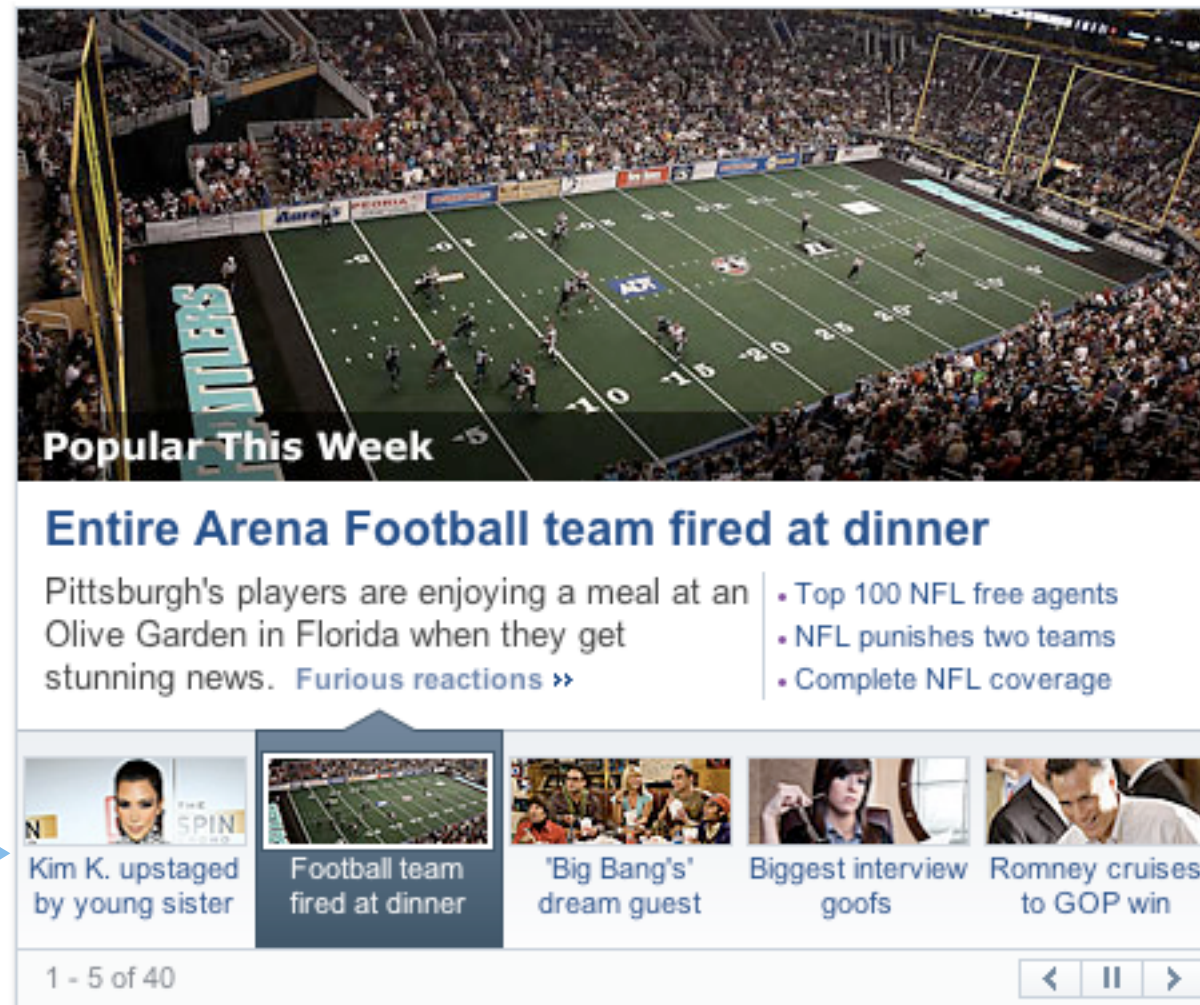 PEORIA
Popular This Week
Entire Arena Football team fired at dinner
Pittsburgh's players are enjoying a meal at an
Olive Garden in Florida when they get
stunning news. Furious reactions ››
• Top 100 NFL free agents
• NFL punishes two teams
• Complete NFL coverage
THE
SPIN
Kim K. upstaged
by young sister
Football team
fired at dinner
'Big Bang's'
dream guest
Biggest interview
goofs
Romney cruises
to GOP win
1 - 5 of 40